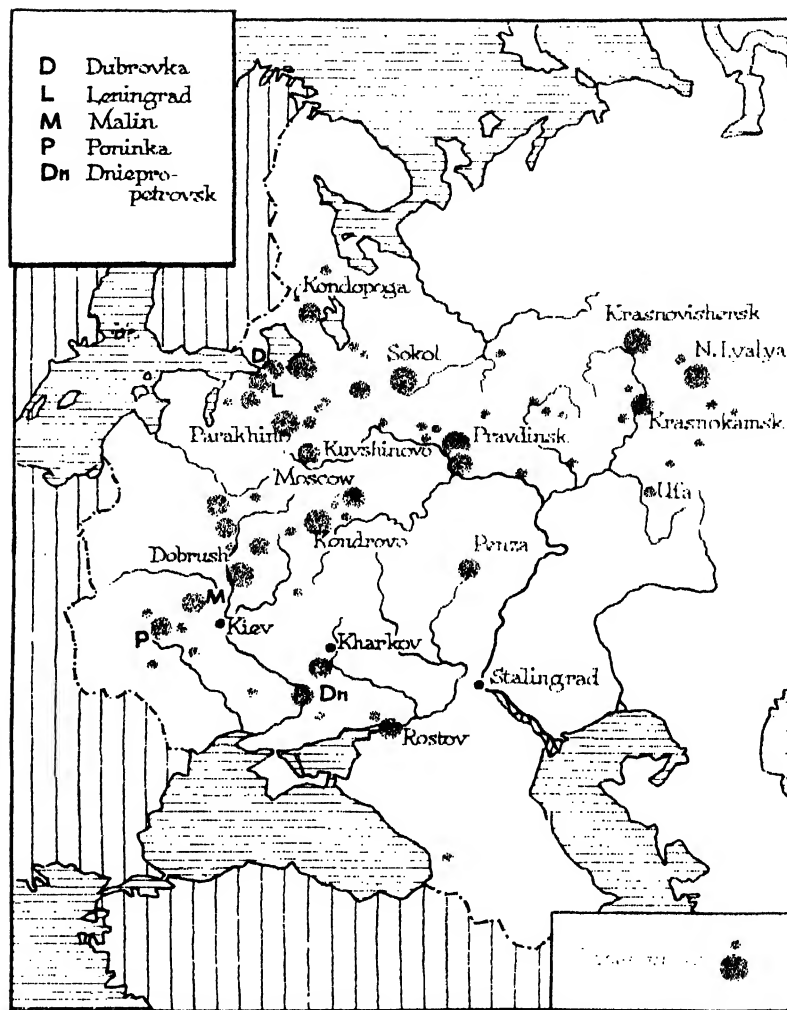 D Dubrovka
L Leningrad
M Malin
P Poninka
Dn Dniepro-
petrovsk
Kondopoga
Krasnovishersk
D
Sokol
N. Lyalya
L
Parakhino
Kuvshinovo
Pravdinsk
Krasnokamsk
Moscow
Ufa
Kondrovo
Penza
Dobrush
M
P
Kiev
Kharkov
Dn
Stalingrad
Rostov